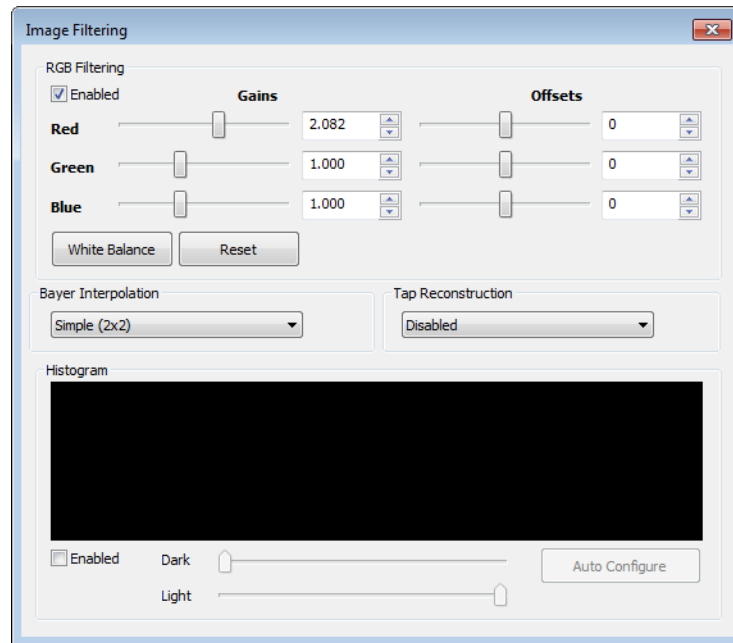 Image Filtering
RGB Filtering
Enabled Gains Offsets
Red 2.082 0
Green 1.000 0
Blue 1.000 0
White Balance Reset
Bayer Interpolation Tap Reconstruction
Simple (2x2) Disabled
Histogram
Enabled Dark Auto Configure
Light